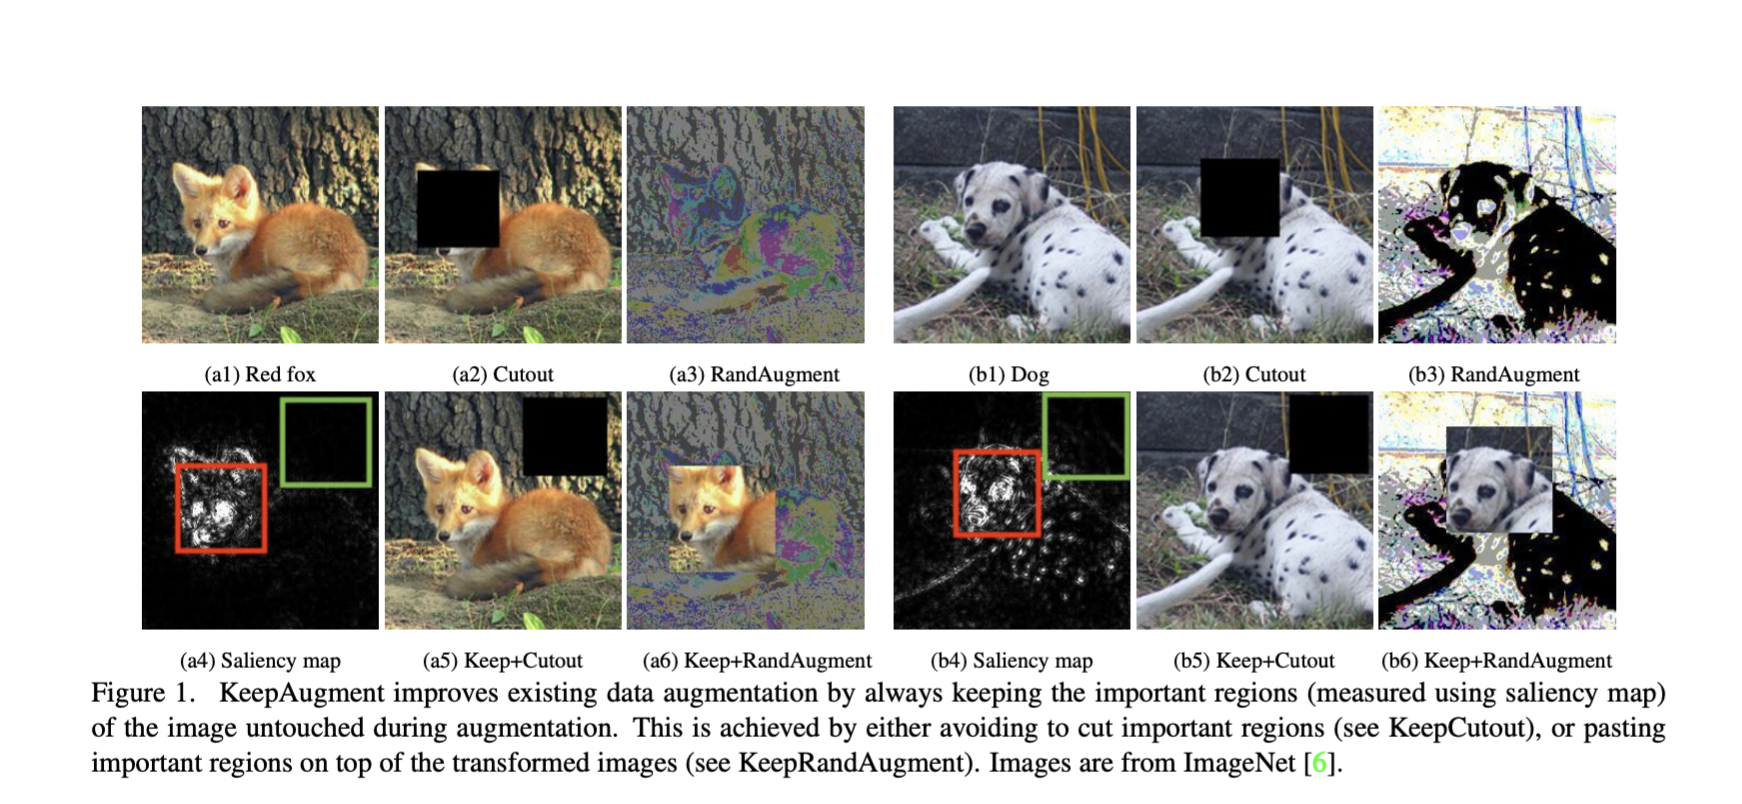 (a1) Red fox
(a2) Cutout
(a3) RandAugment
(b1) Dog
(b2) Cutout
(b3) RandAugment
(a4) Saliency map
(a5) Keep+Cutout
(a6) Keep+RandAugment
(b4) Saliency map
(b5) Keep+Cutout
(b6) Keep+RandAugment
Figure 1. KeepAugment improves existing data augmentation by always keeping the important regions (measured using saliency map)
of the image untouched during augmentation. This is achieved by either avoiding to cut important regions (see KeepCutout), or pasting
important regions on top of the transformed images (see KeepRandAugment). Images are from ImageNet [6].